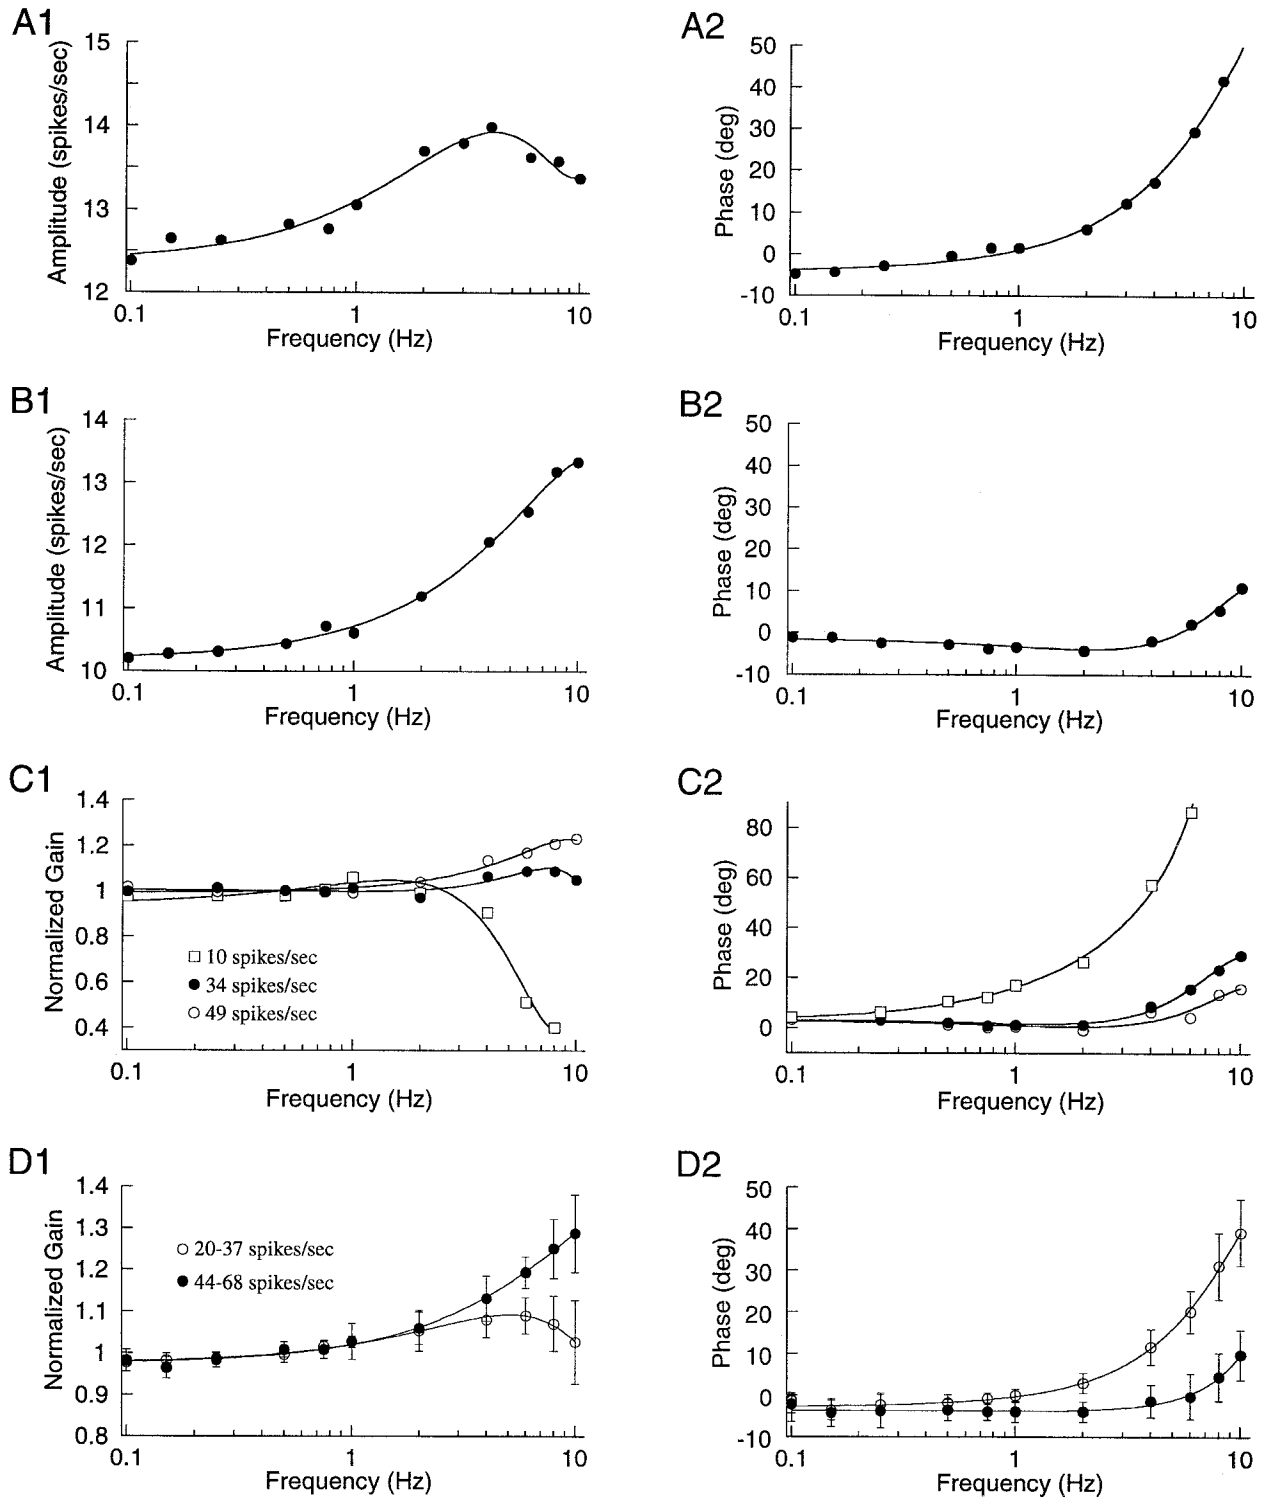 A1
Amplitude (spikes/sec)
15
14
13
12
0.1
1
10
Frequency (Hz)
A2
Phase (deg)
50
40
30
20
10
0
-10
0.1
1
10
Frequency (Hz)
B1
Amplitude (spikes/sec)
14
13
12
11
10
0.1
1
10
Frequency (Hz)
B2
Phase (deg)
50
40
30
20
10
0
-10
0.1
1
10
Frequency (Hz)
C1
Normalized Gain
1.4
1.2
1
0.8
0.6
0.4
10 spikes/sec
34 spikes/sec
49 spikes/sec
0.1
1
10
Frequency (Hz)
C2
Phase (deg)
80
60
40
20
0
0.1
1
10
Frequency (Hz)
D1
Normalized Gain
1.4
1.3
1.2
1.1
1
0.9
0.8
20-37 spikes/sec
44-68 spikes/sec
0.1
1
10
Frequency (Hz)
D2
Phase (deg)
50
40
30
20
10
0
-10
0.1
1
10
Frequency (Hz)